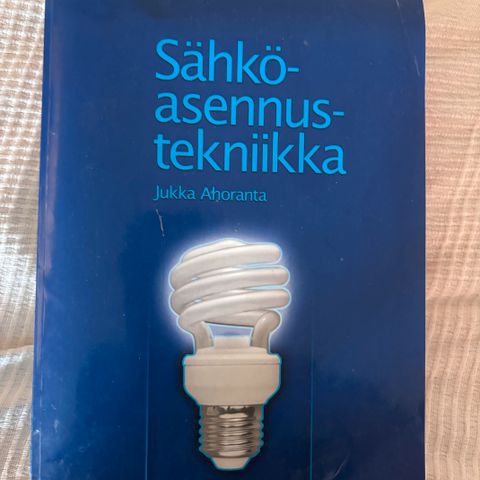 Sähkö-
asennus-
tekniikka
Jukka Ahoranta